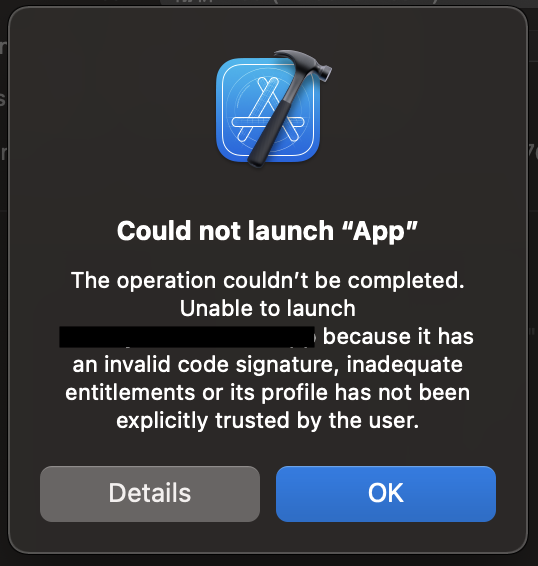 Could not launch “App”
The operation couldn’t be completed.
Unable to launch
because it has
an invalid code signature, inadequate
entitlements or its profile has not been
explicitly trusted by the user.
Details
OK